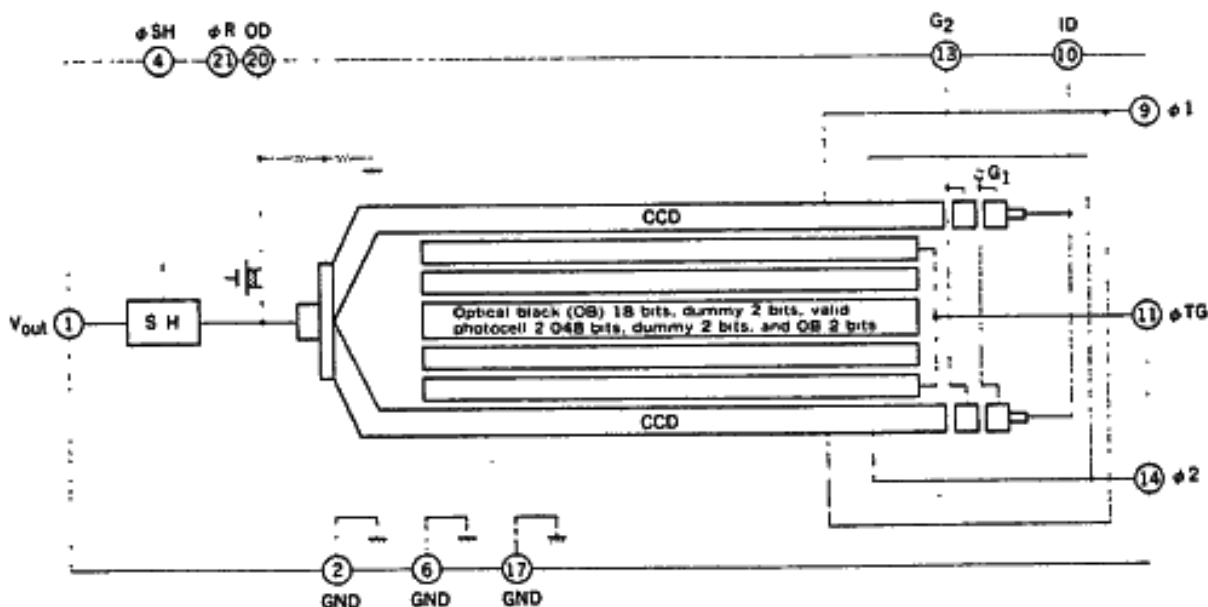 φSH φR OD G2 ID
4 21 20 13 10
9 φ1
G1
CCD
Vout 1 S H
Optical black (OB) 18 bits, dummy 2 bits, valid
photocell 2 048 bits, dummy 2 bits, and OB 2 bits
11 φTG
CCD
14 φ2
2 6 17
GND GND GND